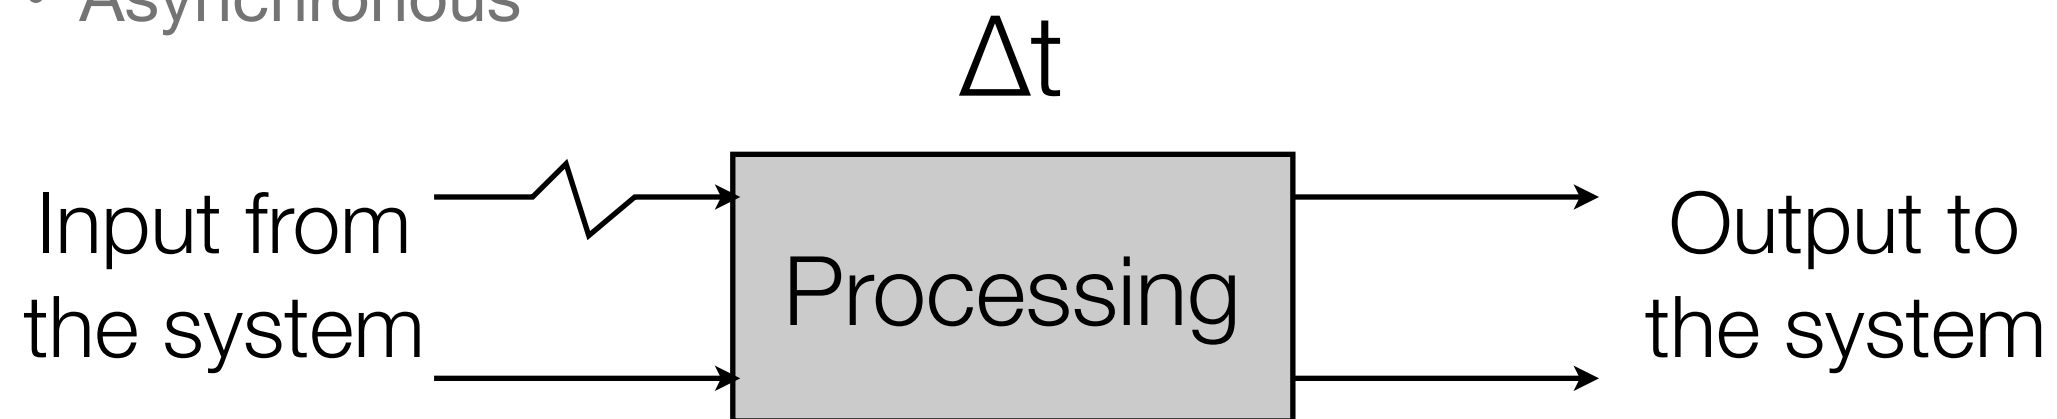 • Asynchronous
Δt
Input from
the system
Processing
Output to
the system